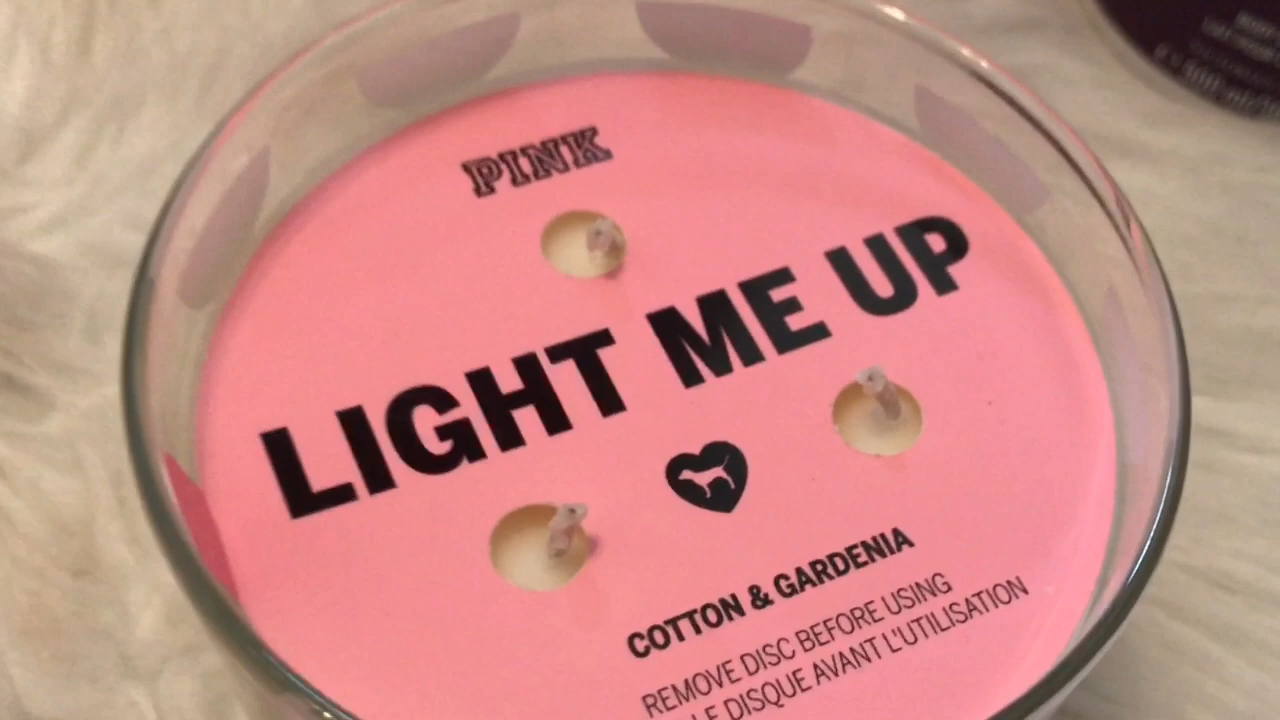 PINK
LIGHT ME UP
COTTON & GARDENIA
REMOVE DISC BEFORE USING
LE DISQUE AVANT L'UTILISATION